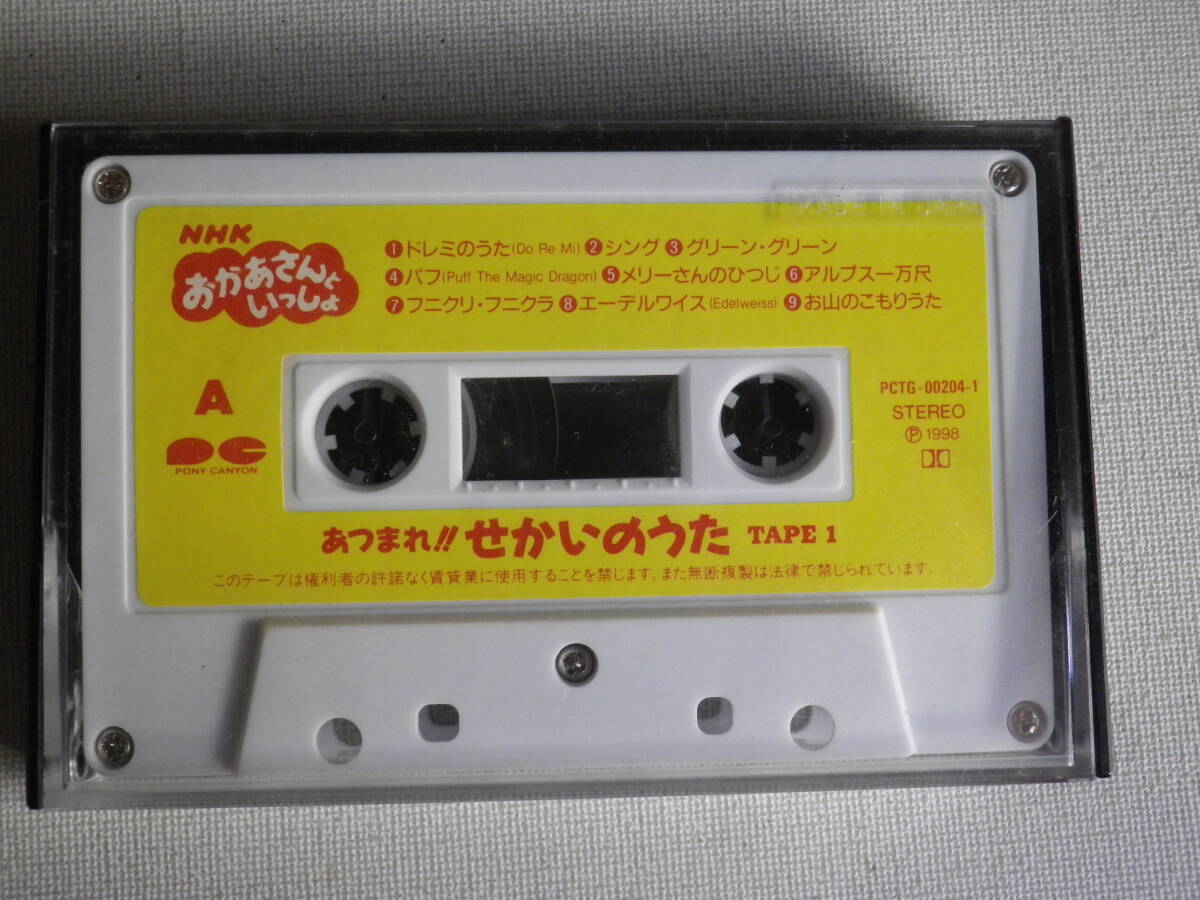 MADE IN JAPAN
NHK
おかあさんと
いっしょ
❶ドレミのうた(Do Re Mi) ❷シング ❸グリーン・グリーン
❹パフ(Puff The Magic Dragon) ❺メリーさんのひつじ ❻アルプス一万尺
❼フニクリ・フニクラ ❽エーデルワイス(Edelweiss) ❾お山のこもりうた
A
PONY CANYON
PCTG-00204-1
STEREO
Ⓟ 1998
あつまれ!! せかいのうた TAPE 1
このテープは権利者の許諾なく賃貸業に使用することを禁じます。また無断複製は法律で禁じられています。